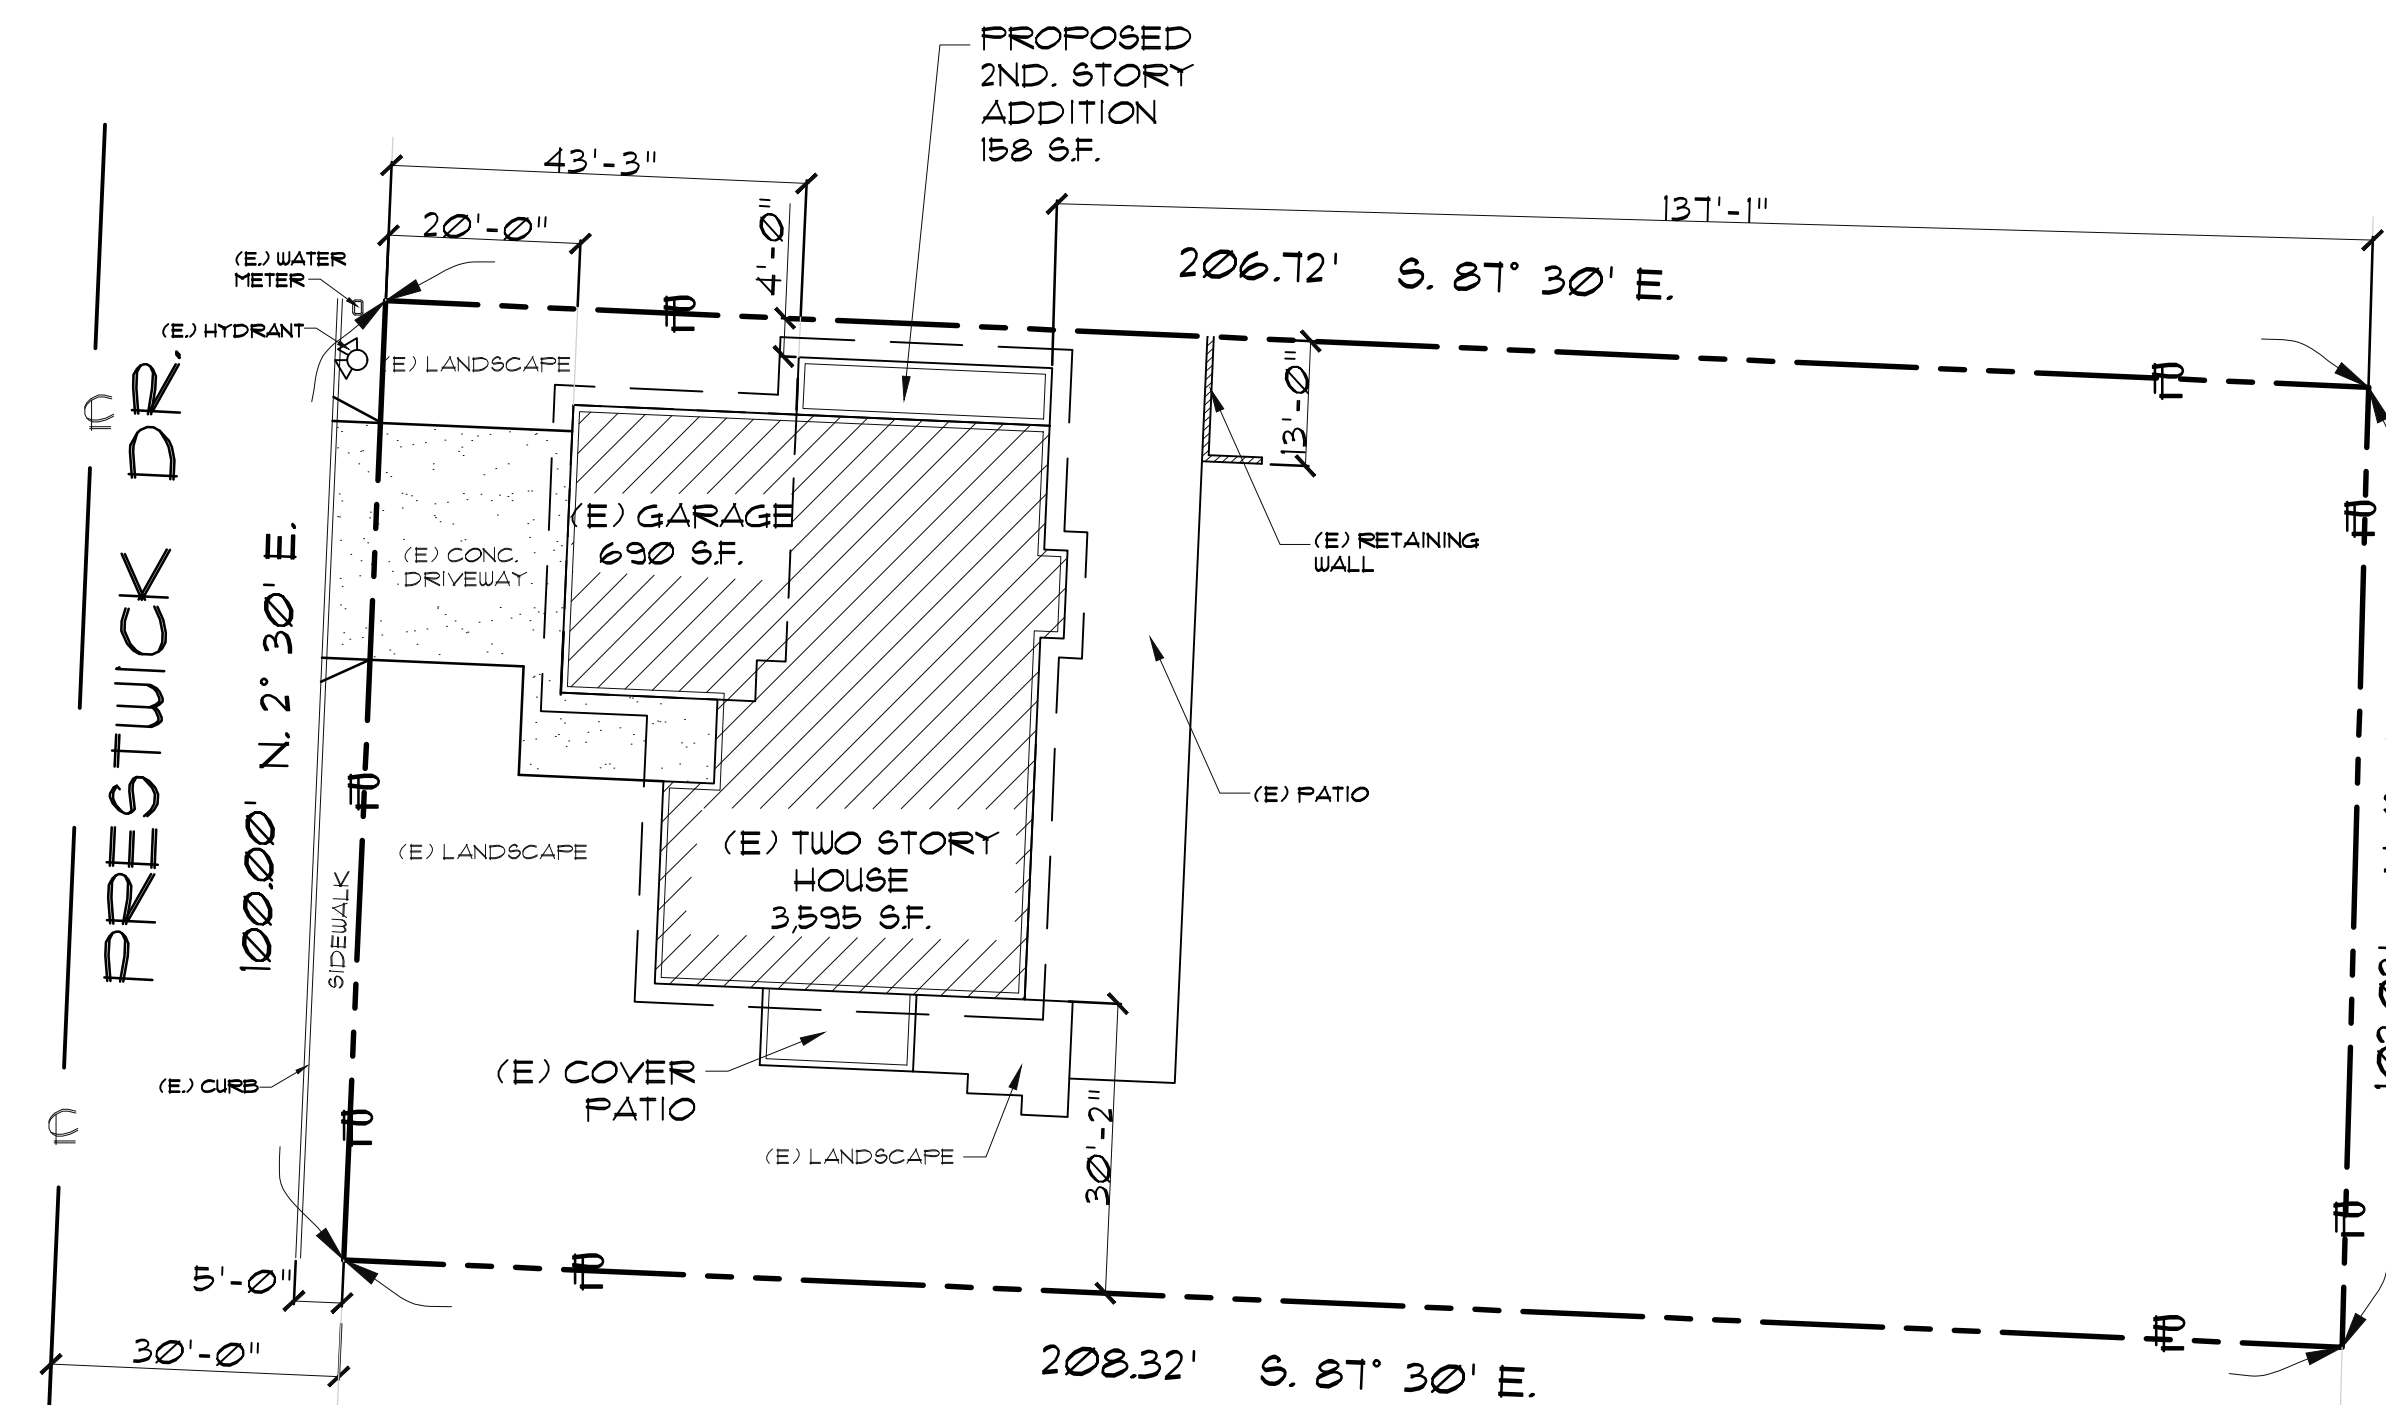 PROPOSED
2ND. STORY
ADDITION
158 S.F.
43'-3"
137'-1"
20'-0"
4'-0"
206.72' S. 87° 30' E.
(E.) WATER
METER
(E.) HYDRANT
(E) LANDSCAPE
13'-0"
PRESTWICK DR.
100.00' N. 2° 30' E.
(E) GARAGE
690 S.F.
(E) CONC.
DRIVEWAY
(E) RETAINING
WALL
(E) PATIO
(E) LANDSCAPE
(E) TWO STORY
HOUSE
3,595 S.F.
SIDEWALK
(E.) CURB
(E) COVER
PATIO
(E) LANDSCAPE
30'-2"
5'-0"
30'-0"
208.32' S. 87° 30' E.